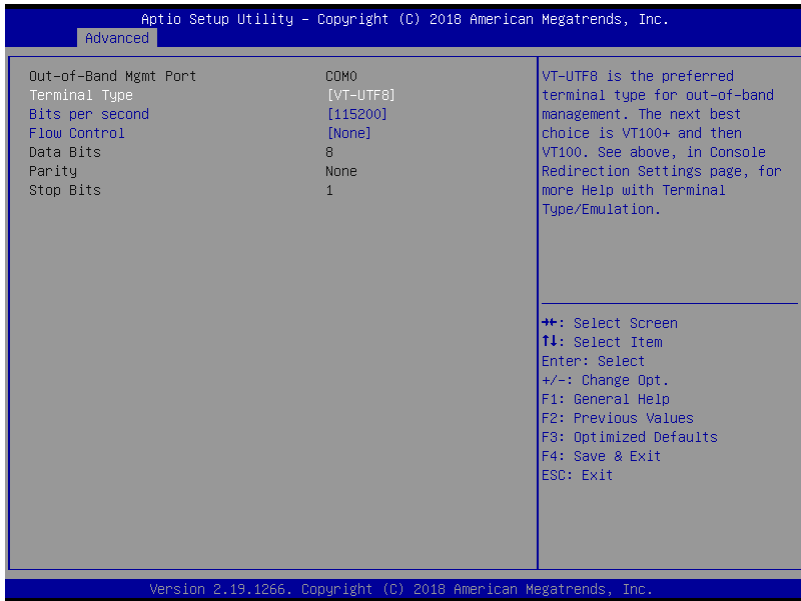 Aptio Setup Utility – Copyright (C) 2018 American Megatrends, Inc.
Advanced
Out-of-Band Mgmt Port COM0
Terminal Type [VT-UTF8]
Bits per second [115200]
Flow Control [None]
Data Bits 8
Parity None
Stop Bits 1
VT-UTF8 is the preferred
terminal type for out-of-band
management. The next best
choice is VT100+ and then
VT100. See above, in Console
Redirection Settings page, for
more Help with Terminal
Type/Emulation.
→←: Select Screen
↑↓: Select Item
Enter: Select
+/-: Change Opt.
F1: General Help
F2: Previous Values
F3: Optimized Defaults
F4: Save & Exit
ESC: Exit
Version 2.19.1266. Copyright (C) 2018 American Megatrends, Inc.